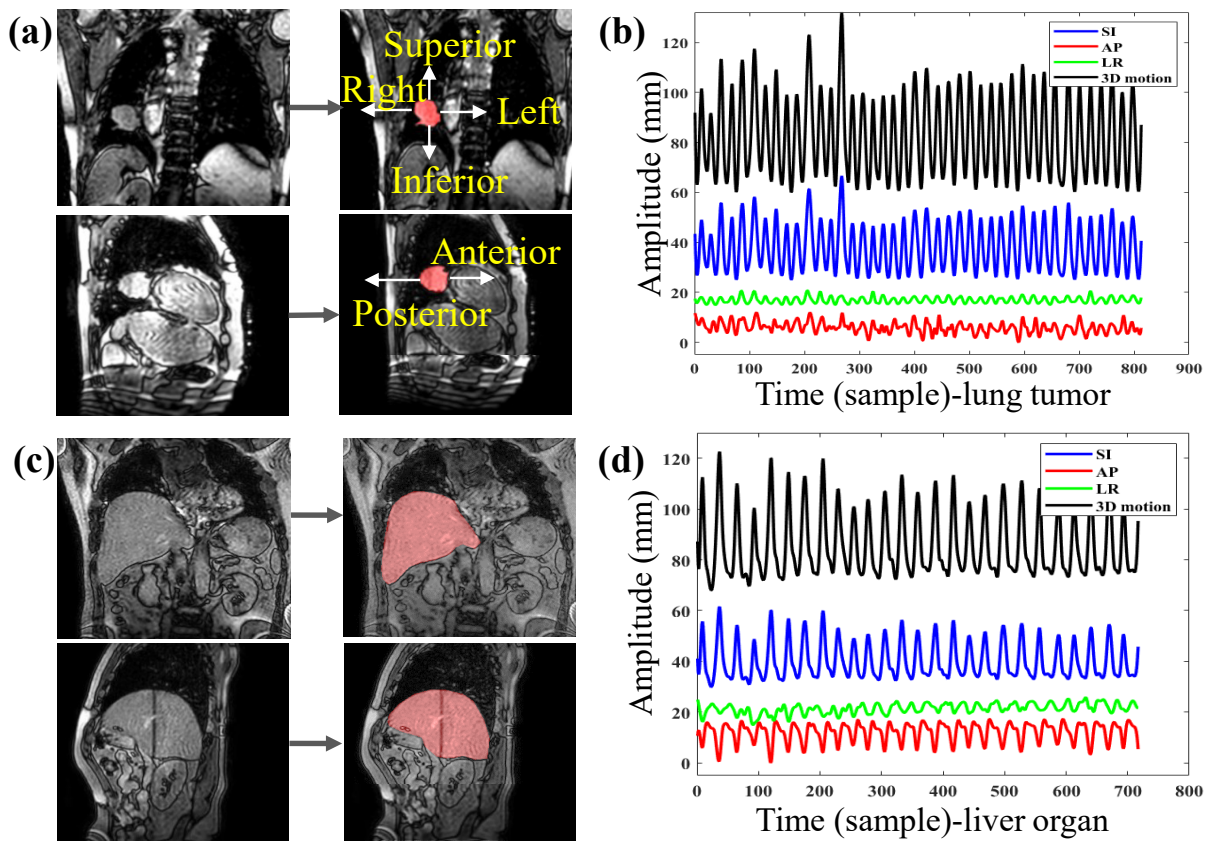 (a)
Superior
Right
Left
Inferior
Anterior
Posterior
(b)
SI
AP
LR
3D motion
Amplitude (mm)
120
100
80
60
40
20
0
0 100 200 300 400 500 600 700 800 900
Time (sample)-lung tumor
(c)
(d)
SI
AP
LR
3D motion
Amplitude (mm)
120
100
80
60
40
20
0
0 100 200 300 400 500 600 700 800
Time (sample)-liver organ